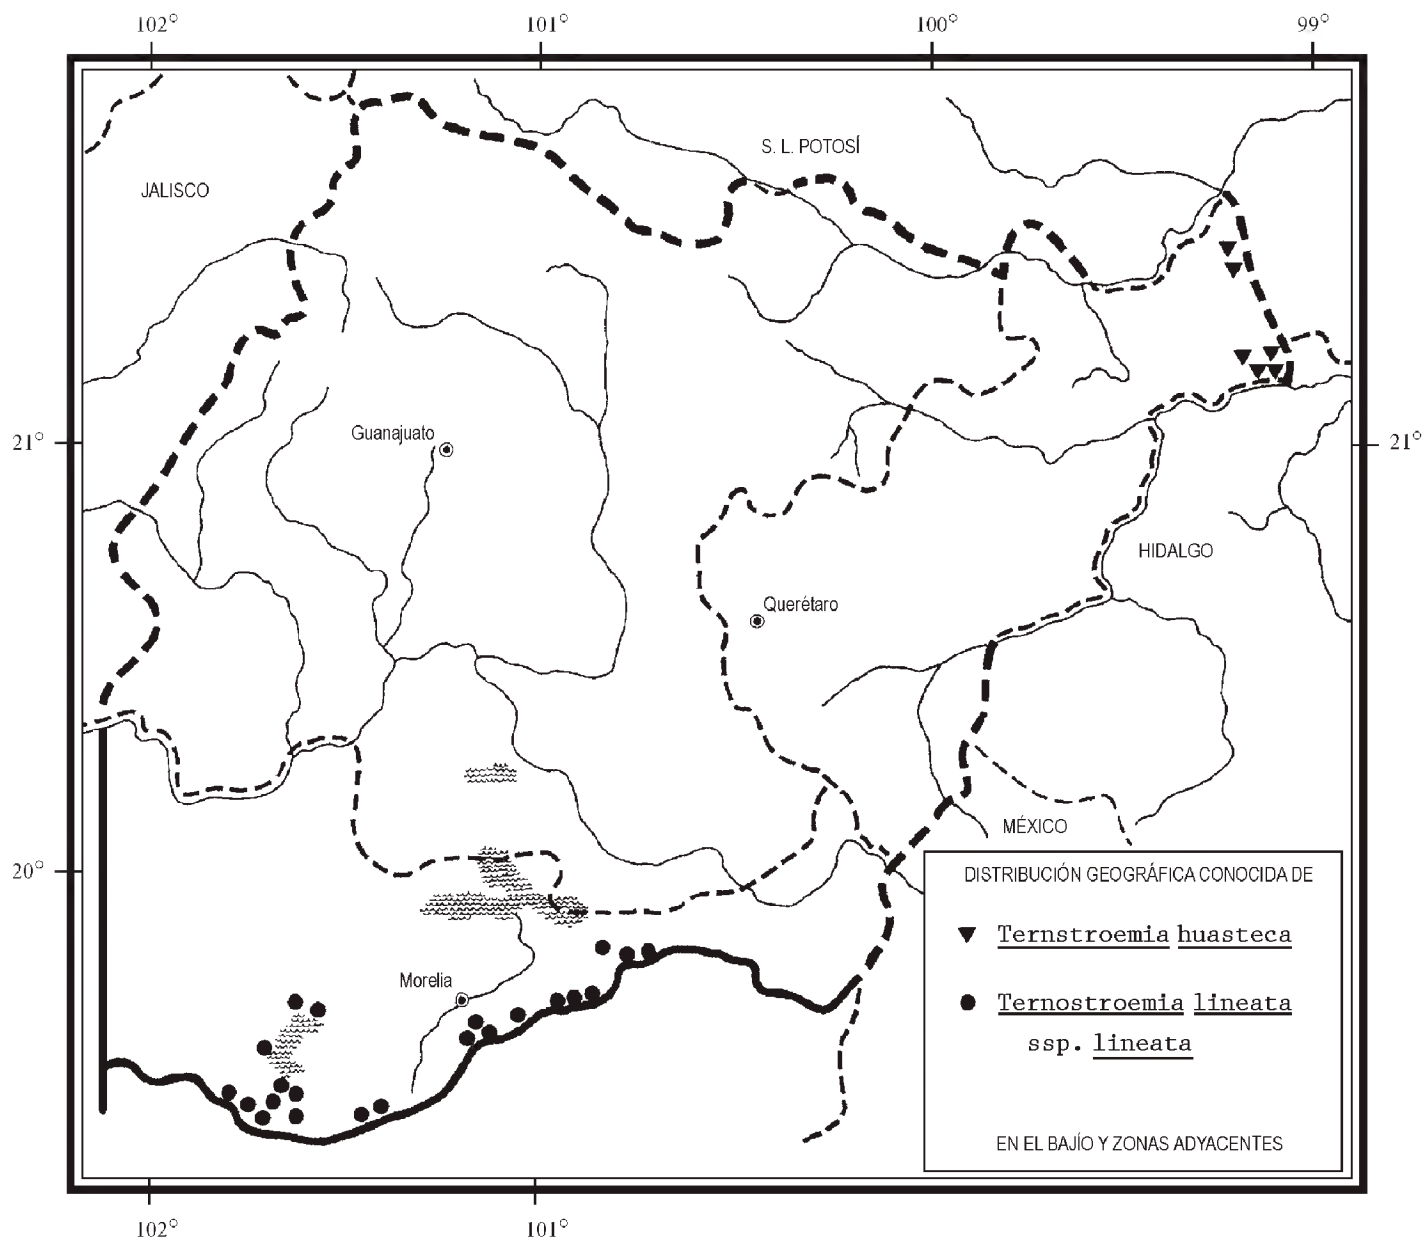 102° 101° 100° 99°
S. L. POTOSÍ
JALISCO
Guanajuato
21° 21°
HIDALGO
Querétaro
MÉXICO
20°
DISTRIBUCIÓN GEOGRÁFICA CONOCIDA DE
Ternstroemia huasteca
Morelia
Ternostroemia lineata
ssp. lineata
EN EL BAJÍO Y ZONAS ADYACENTES
102° 101°